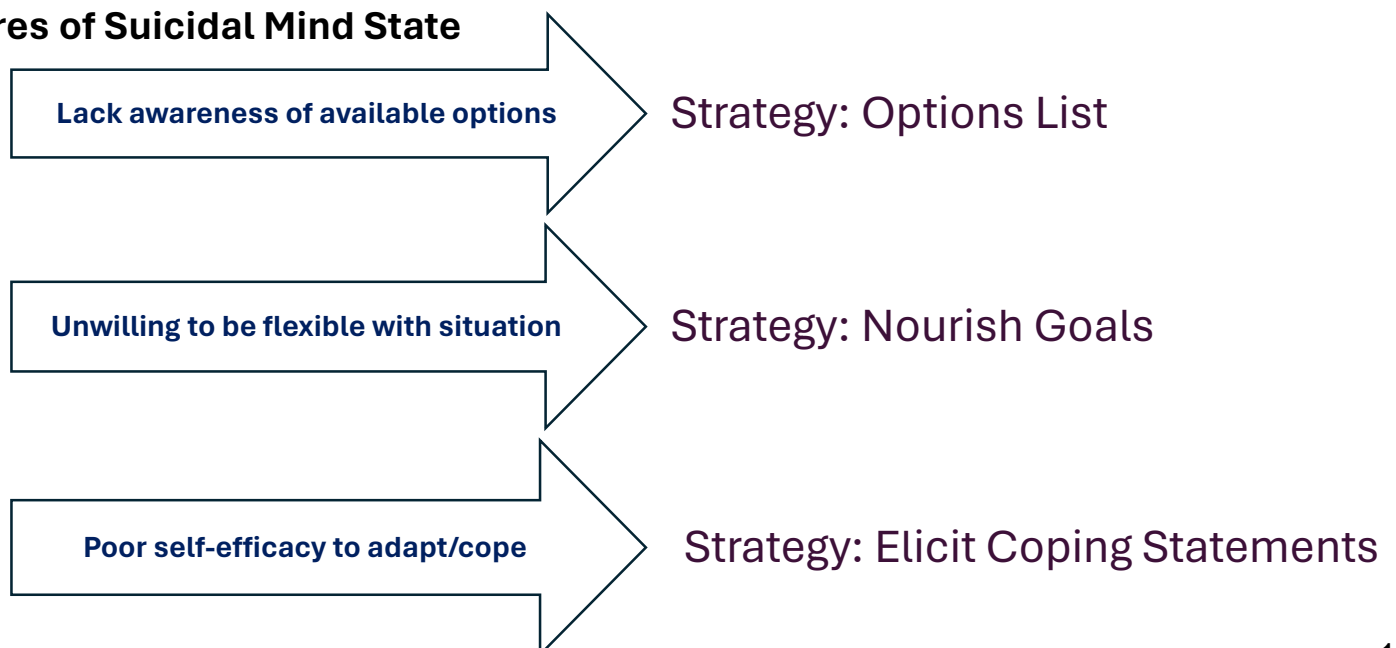 res of Suicidal Mind State
Lack awareness of available options
Strategy: Options List
Unwilling to be flexible with situation
Strategy: Nourish Goals
Poor self-efficacy to adapt/cope
Strategy: Elicit Coping Statements